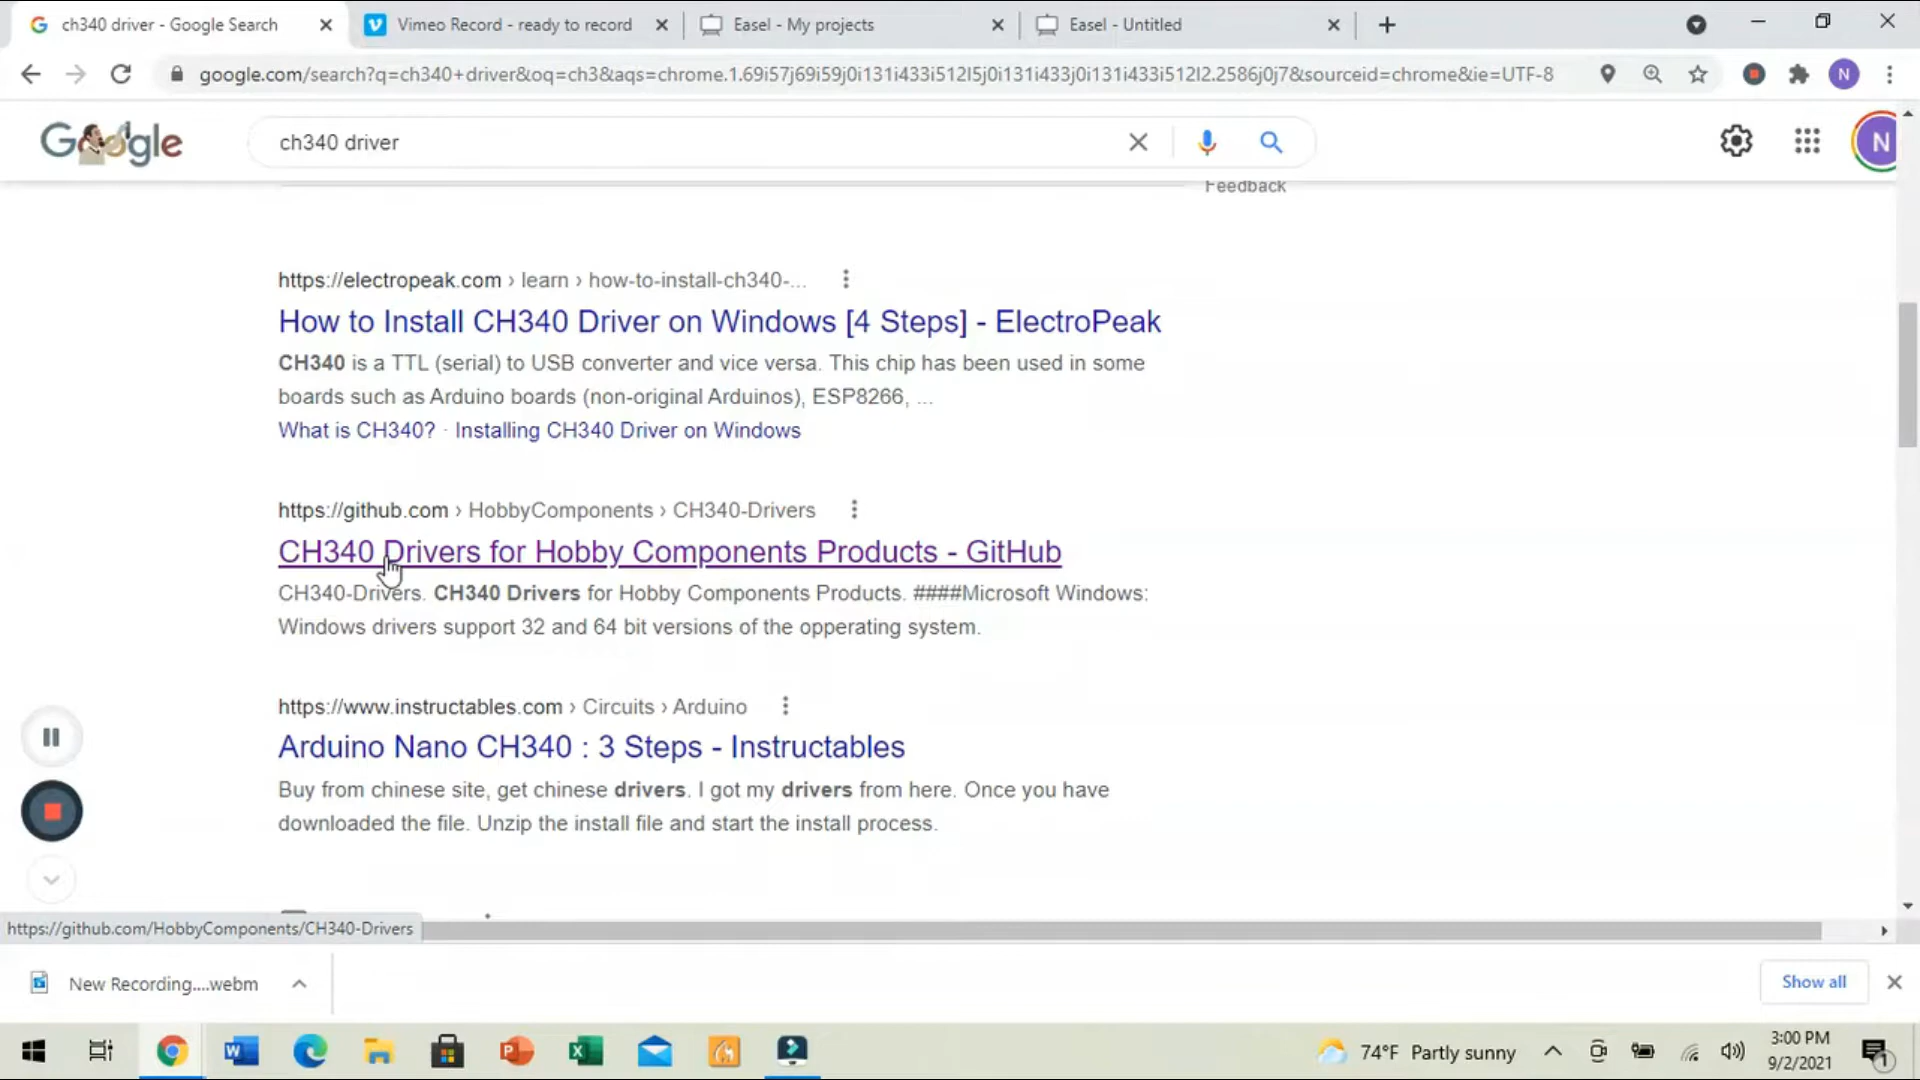 ch340 driver - Google Search
Vimeo Record - ready to record
Easel - My projects
Easel - Untitled
google.com/search?q=ch340+driver&oq=ch3&aqs=chrome.1.69i57j69i59j0i131i433i512l5j0i131i433j0i131i433i512l2.2586j0j7&sourceid=chrome&ie=UTF-8
N
Google
ch340 driver
N
Feedback
https://electropeak.com › learn › how-to-install-ch340-...
How to Install CH340 Driver on Windows [4 Steps] - ElectroPeak
CH340 is a TTL (serial) to USB converter and vice versa. This chip has been used in some
boards such as Arduino boards (non-original Arduinos), ESP8266, ...
What is CH340? · Installing CH340 Driver on Windows
https://github.com › HobbyComponents › CH340-Drivers
CH340 Drivers for Hobby Components Products - GitHub
CH340-Drivers. CH340 Drivers for Hobby Components Products. ####Microsoft Windows:
Windows drivers support 32 and 64 bit versions of the opperating system.
https://www.instructables.com › Circuits › Arduino
Arduino Nano CH340 : 3 Steps - Instructables
Buy from chinese site, get chinese drivers. I got my drivers from here. Once you have
downloaded the file. Unzip the install file and start the install process.
https://github.com/HobbyComponents/CH340-Drivers
New Recording....webm
Show all
74°F Partly sunny
3:00 PM
9/2/2021
1